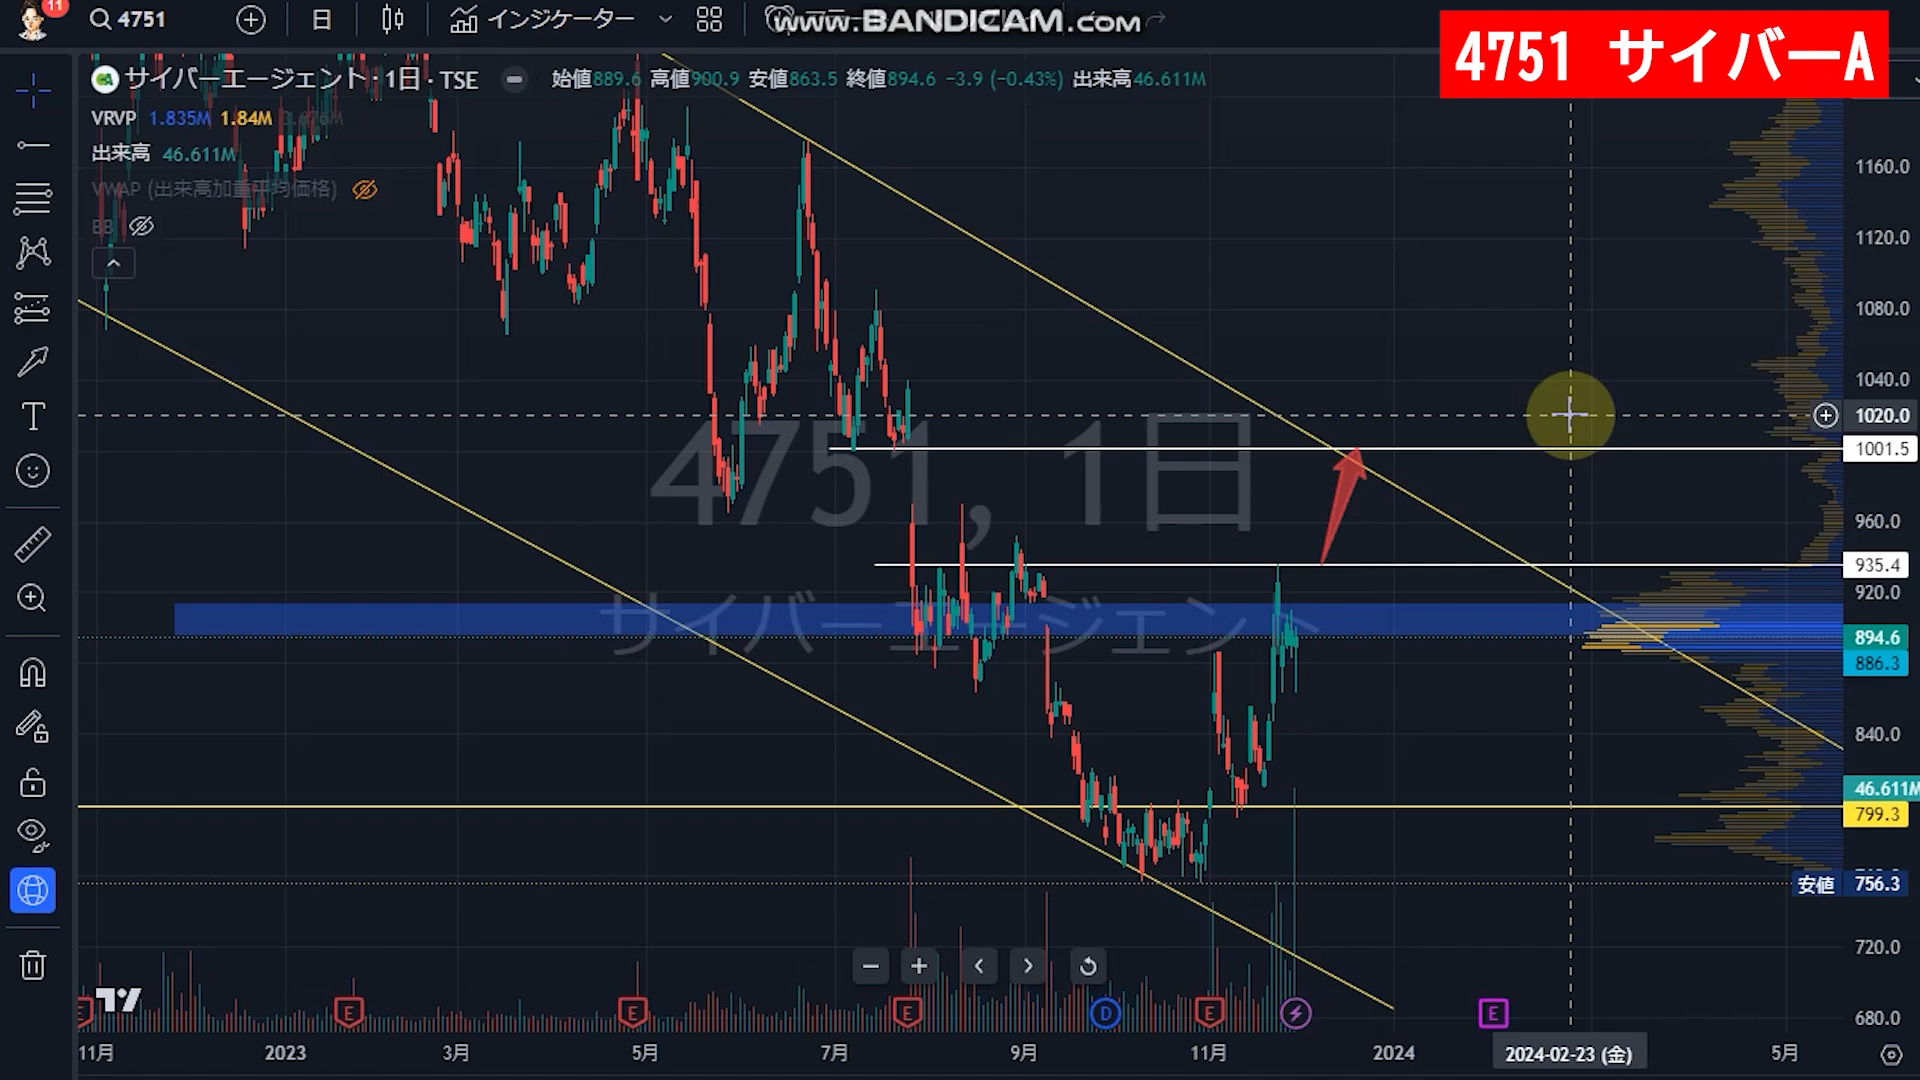 11
4751
日
インジケーター
www.BANDICAM.com
4751 サイバーA
サイバーエージェント・1日・TSE
始値889.6 高値900.9 安値863.5 終値894.6 −3.9 (−0.43%) 出来高46.611M
VRVP 1.835M 1.84M 3.676M
出来高 46.611M
VWAP (出来高加重平均価格)
BB
4751, 1日
サイバーエージェント
1160.0
1120.0
1080.0
1040.0
1020.0
1001.5
960.0
935.4
920.0
894.6
886.3
840.0
46.611M
799.3
安値 756.3
720.0
680.0
E E E E D E E
11月 2023 3月 5月 7月 9月 11月 2024 2024-02-23 (金) 5月